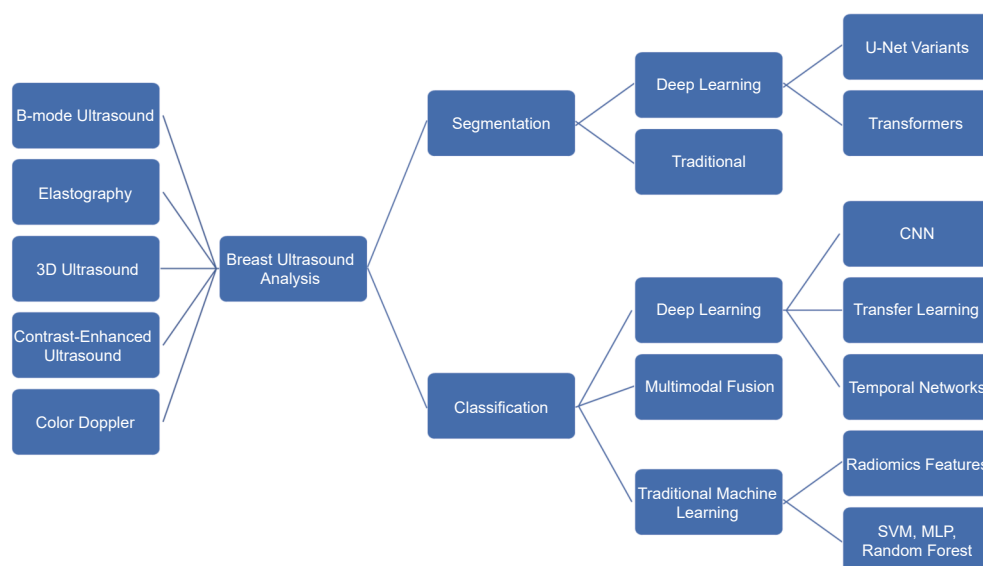 B-mode Ultrasound
Elastography
3D Ultrasound
Contrast-Enhanced
Ultrasound
Color Doppler
Breast Ultrasound
Analysis
Segmentation
Deep Learning
U-Net Variants
Transformers
Traditional
Classification
Deep Learning
CNN
Transfer Learning
Temporal Networks
Multimodal Fusion
Traditional Machine
Learning
Radiomics Features
SVM, MLP,
Random Forest